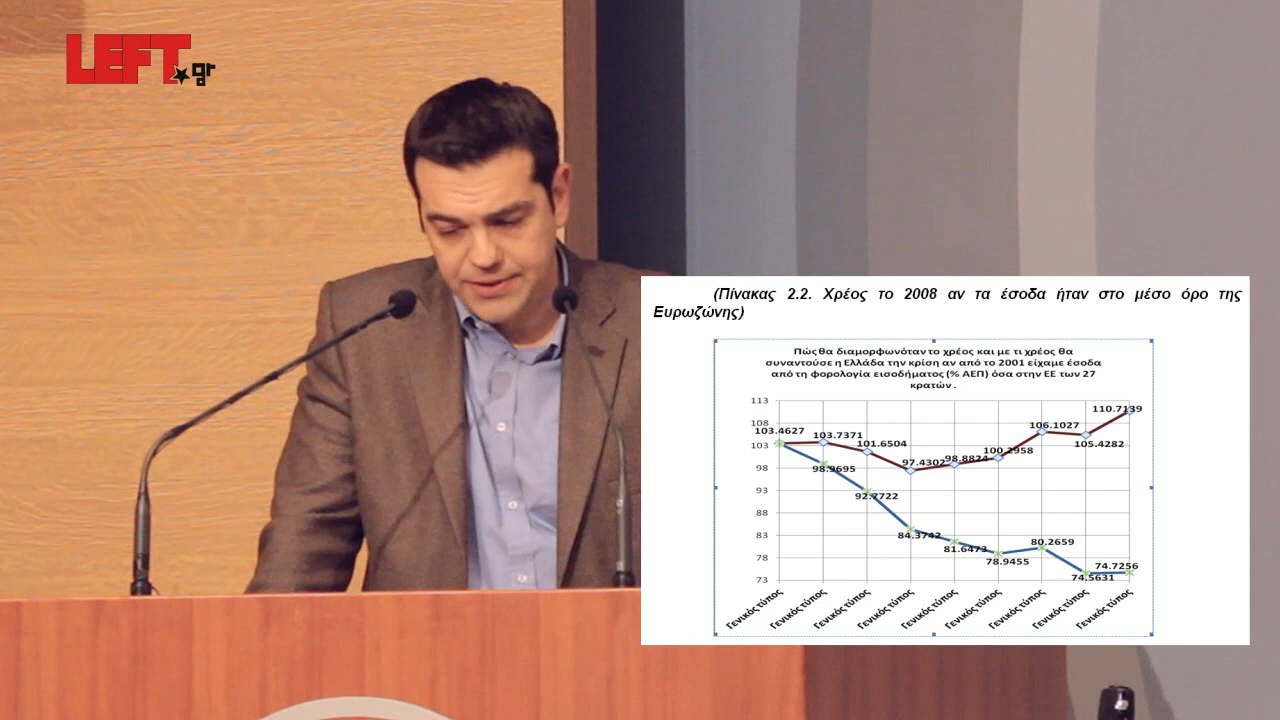 LEFT.gr
(Πίνακας 2.2. Χρέος το 2008 αν τα έσοδα ήταν στο μέσο όρο της
Ευρωζώνης)
Πώς θα διαμορφωνόταν το χρέος και με τι χρέος θα
συναντούσε η Ελλάδα την κρίση αν από το 2001 είχαμε έσοδα
από τη φορολογία εισοδήματος (% ΑΕΠ) όσα στην ΕΕ των 27
κρατών .
113
108
103
98
93
88
83
78
73
103.4627
103.7371
101.6504
97.4302
98.8824
100.2958
106.1027
105.4282
110.7139
98.9695
92.7722
84.3742
81.6473
78.9455
80.2659
74.5631
74.7256
Γενικός τύπος
Γενικός τύπος
Γενικός τύπος
Γενικός τύπος
Γενικός τύπος
Γενικός τύπος
Γενικός τύπος
Γενικός τύπος
Γενικός τύπος